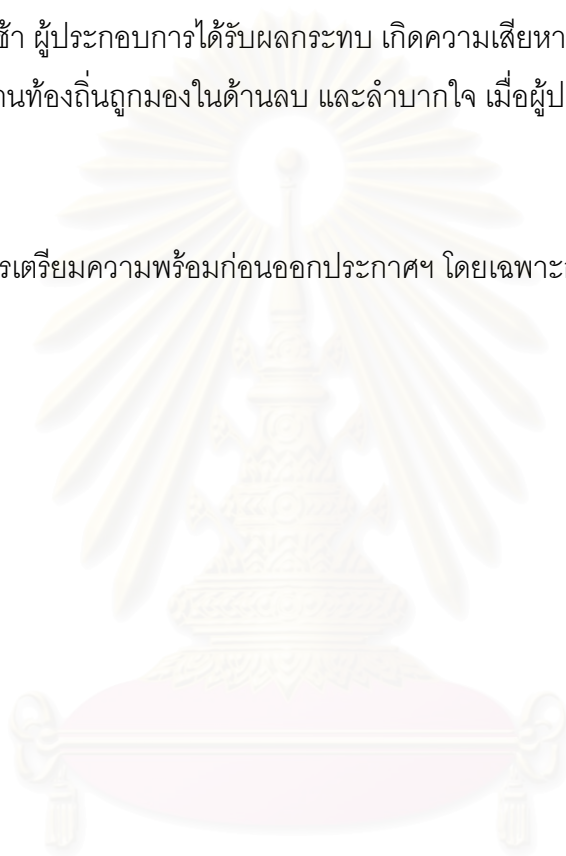 ช้า ผู้ประกอบการได้รับผลกระทบ เกิดความเสียหา
านท้องถิ่นถูกมองในด้านลบ และลำบากใจ เมื่อผู้ป
รเตรียมความพร้อมก่อนออกประกาศฯ โดยเฉพาะ